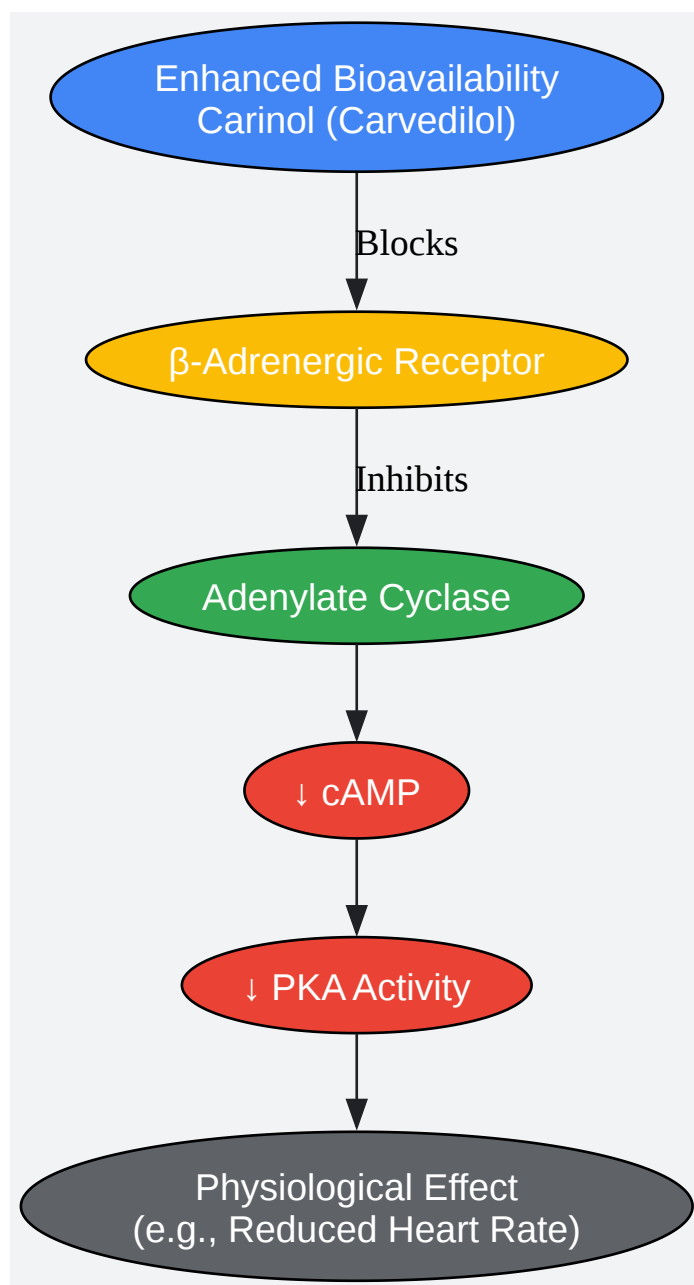 Enhanced Bioavailability
Carinol (Carvedilol)
Blocks
β-Adrenergic Receptor
Inhibits
Adenylate Cyclase
↓ cAMP
↓ PKA Activity
Physiological Effect
(e.g., Reduced Heart Rate)